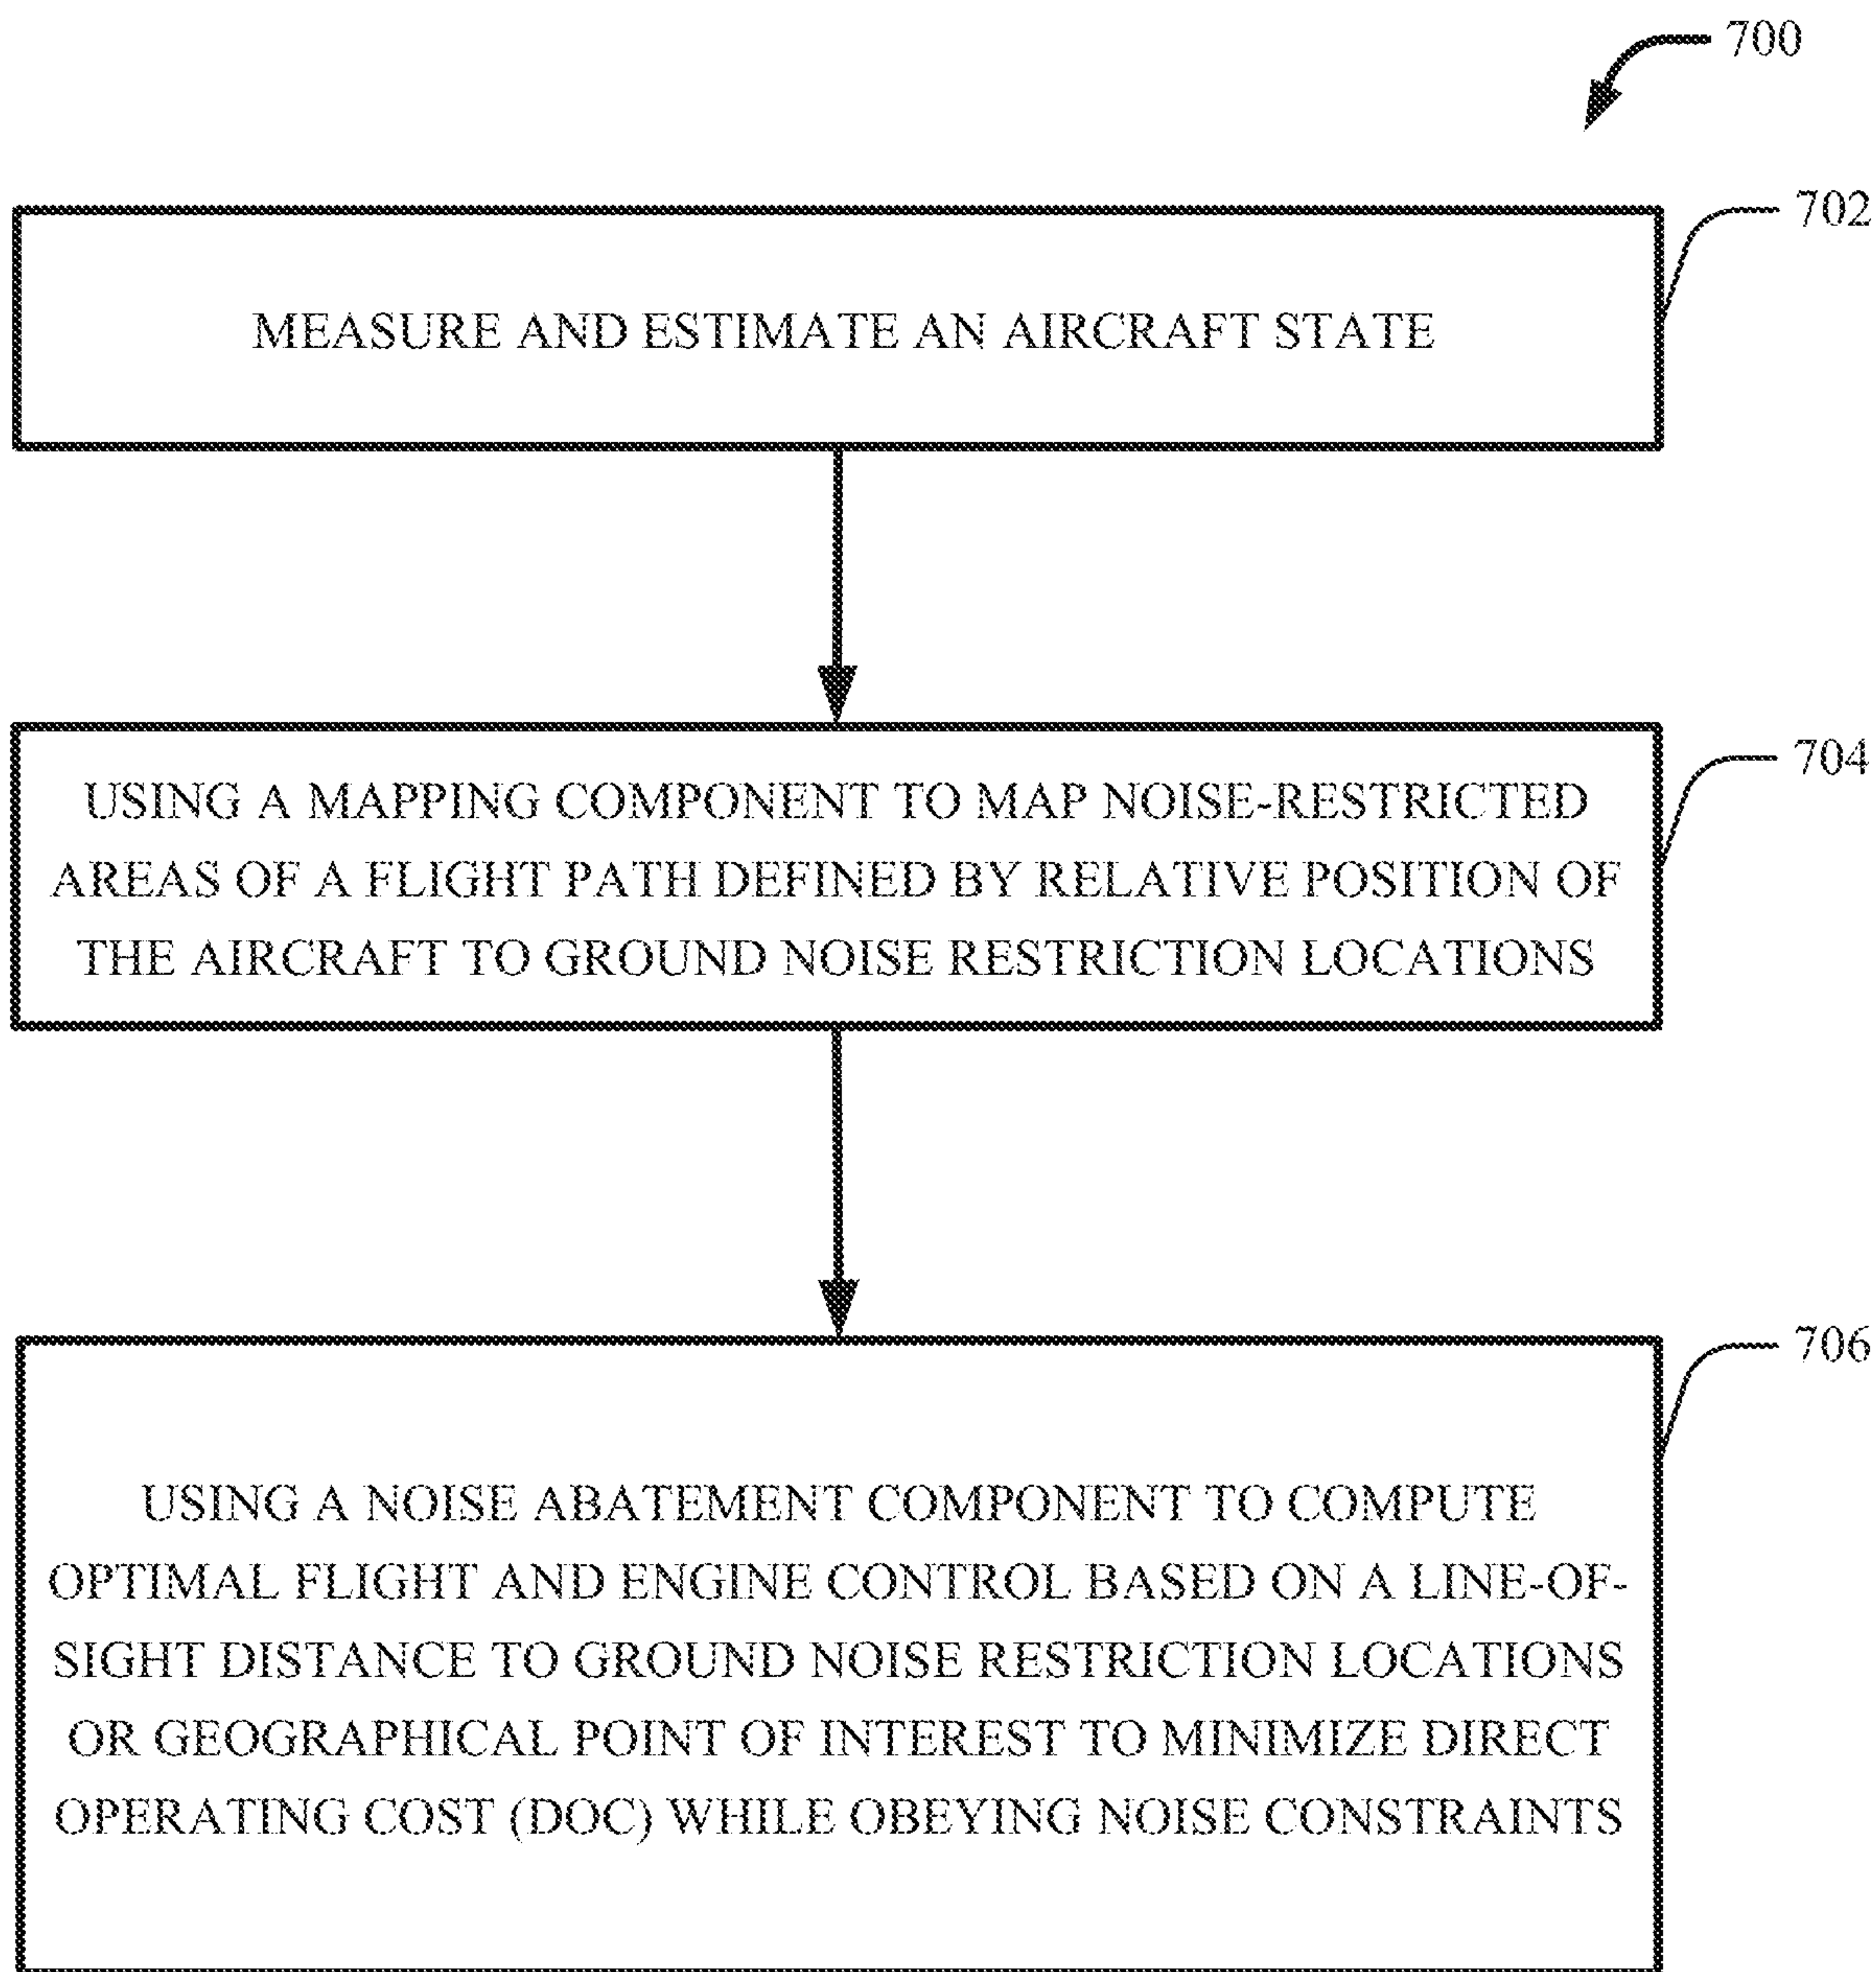 700
702
MEASURE AND ESTIMATE AN AIRCRAFT STATE
704
USING A MAPPING COMPONENT TO MAP NOISE-RESTRICTED
AREAS OF A FLIGHT PATH DEFINED BY RELATIVE POSITION OF
THE AIRCRAFT TO GROUND NOISE RESTRICTION LOCATIONS
706
USING A NOISE ABATEMENT COMPONENT TO COMPUTE
OPTIMAL FLIGHT AND ENGINE CONTROL BASED ON A LINE-OF-
SIGHT DISTANCE TO GROUND NOISE RESTRICTION LOCATIONS
OR GEOGRAPHICAL POINT OF INTEREST TO MINIMIZE DIRECT
OPERATING COST (DOC) WHILE OBEYING NOISE CONSTRAINTS